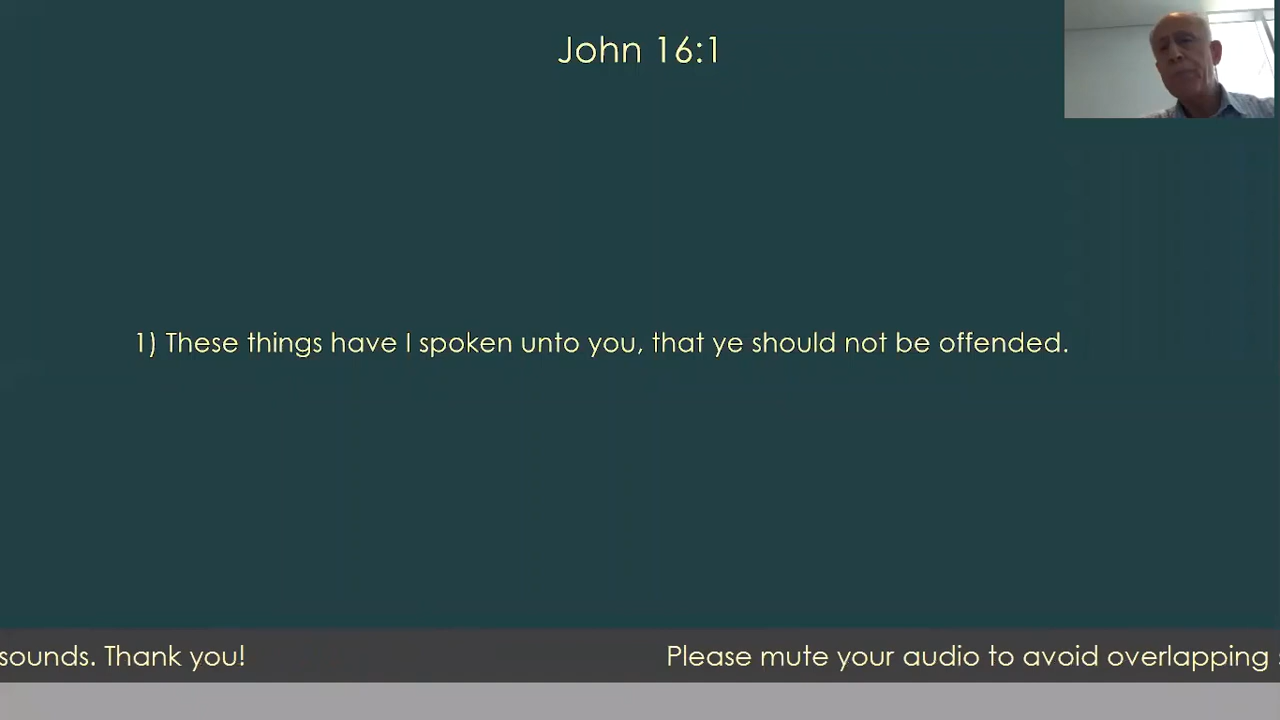 John 16:1
1) These things have I spoken unto you, that ye should not be offended.
sounds. Thank you! Please mute your audio to avoid overlapping